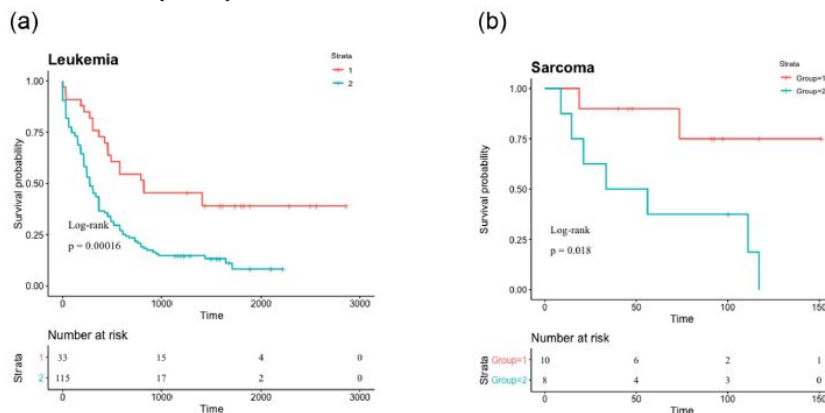 (a)
Leukemia
Strata
1
2
1.00
0.75
0.50
0.25
0.00
Survival probability
Log-rank
p = 0.00016
0 1000 2000 3000
Time
Number at risk
Strata
1 33 15 4 0
2 115 17 2 0
0 1000 2000 3000
Time
(b)
Sarcoma
Strata
Group=1
Group=2
1.00
0.75
0.50
0.25
0.00
Survival probability
Log-rank
p = 0.018
0 50 100 150
Time
Number at risk
Strata
Group=1 10 6 2 1
Group=2 8 4 3 0
0 50 100 150
Time